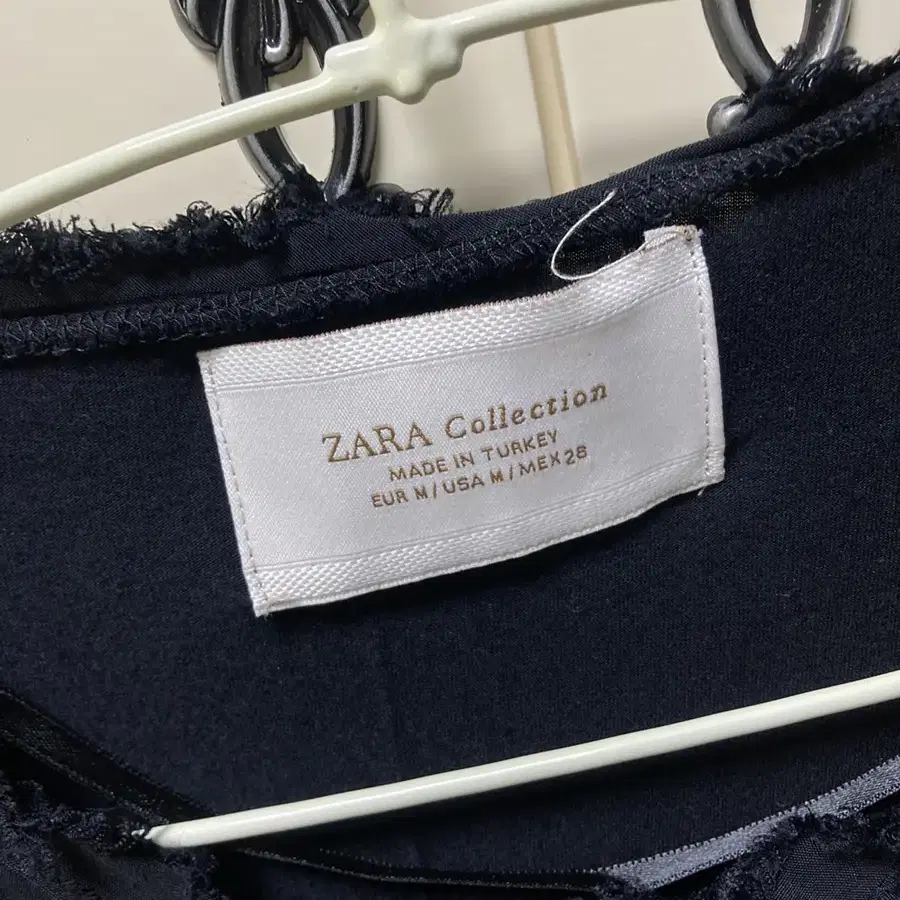 ZARA Collection
MADE IN TURKEY
EUR M / USA M / MEX 28